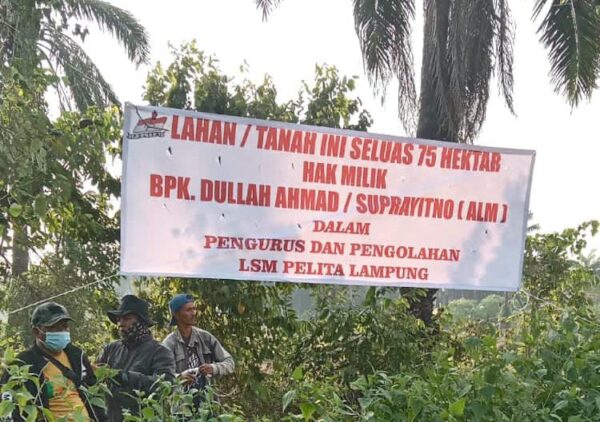 LAHAN / TANAH INI SELUAS 75 HEKTAR
HAK MILIK
BPK. DULLAH AHMAD / SUPRAYITNO ( ALM )
DALAM
PENGURUS DAN PENGOLAHAN
LSM PELITA LAMPUNG